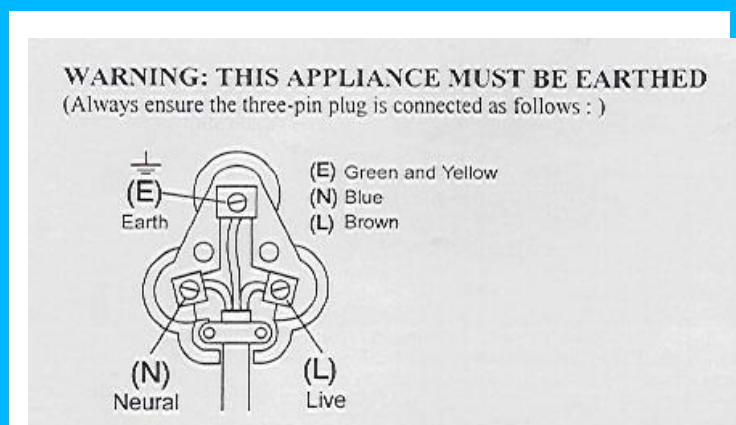 WARNING: THIS APPLIANCE MUST BE EARTHED
(Always ensure the three-pin plug is connected as follows : )
(E) Green and Yellow
(N) Blue
(L) Brown
(E)
Earth
(N)
Neural
(L)
Live